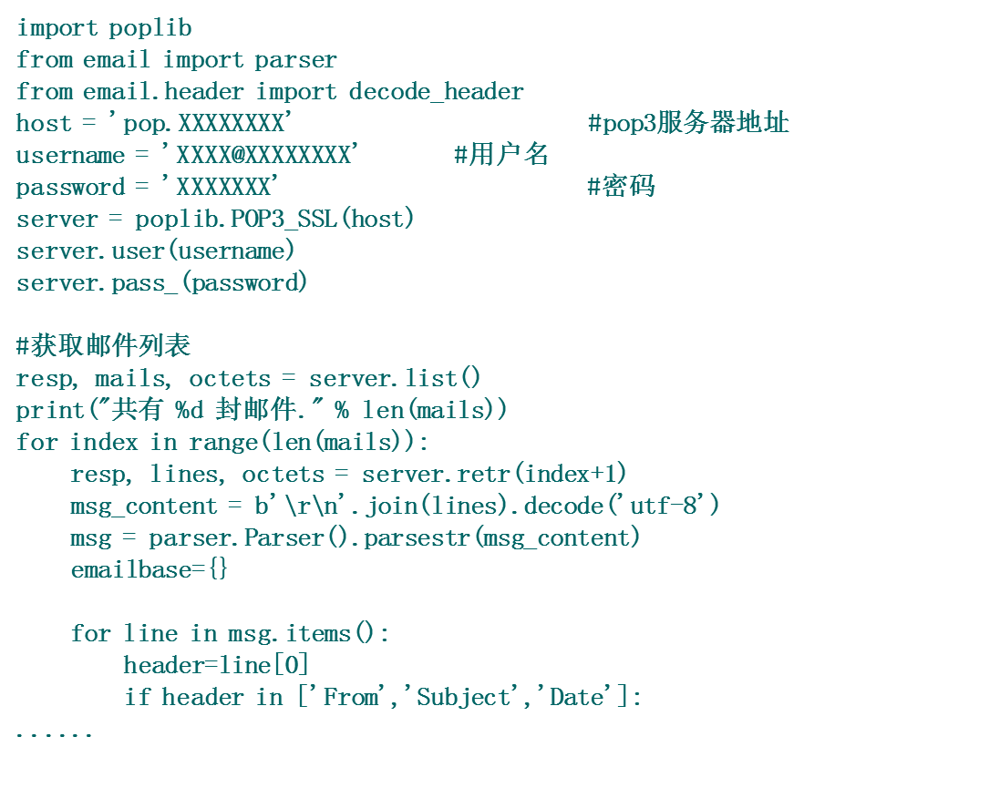 import poplib
from email import parser
from email.header import decode_header
host = 'pop.XXXXXXXX' #pop3服务器地址
username = 'XXXX@XXXXXXXX' #用户名
password = 'XXXXXXX' #密码
server = poplib.POP3_SSL(host)
server.user(username)
server.pass_(password)

#获取邮件列表
resp, mails, octets = server.list()
print("共有 %d 封邮件." % len(mails))
for index in range(len(mails)):
    resp, lines, octets = server.retr(index+1)
    msg_content = b'\r\n'.join(lines).decode('utf-8')
    msg = parser.Parser().parsestr(msg_content)
    emailbase={}

    for line in msg.items():
        header=line[0]
        if header in ['From','Subject','Date']:
......